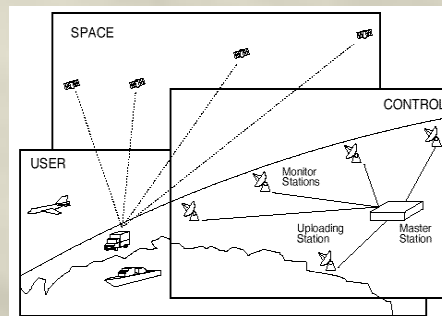 SPACE
CONTROL
USER
Monitor
Stations
Uploading
Station
Master
Station